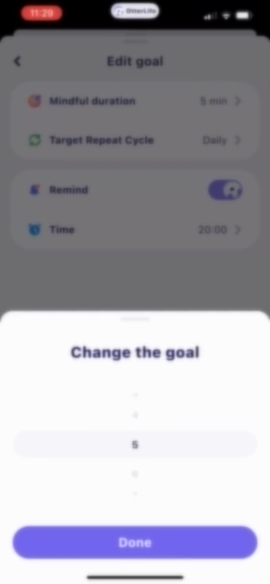 11:29
OtterLife
Edit goal
Mindful duration 5 min
Target Repeat Cycle Daily
Remind
Time 20:00
Change the goal
5
Done